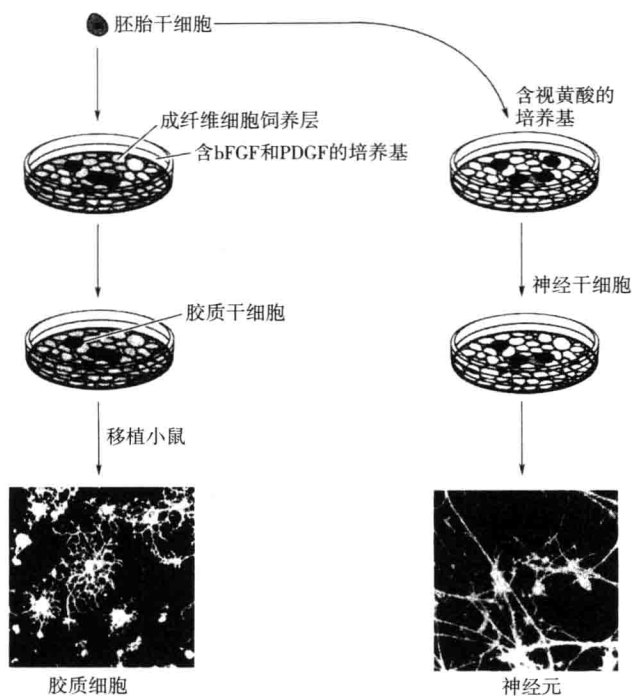 胚胎干细胞
含视黄酸的
培养基
成纤维细胞饲养层
含bFGF和PDGF的培养基
神经干细胞
胶质干细胞
移植小鼠
胶质细胞
神经元